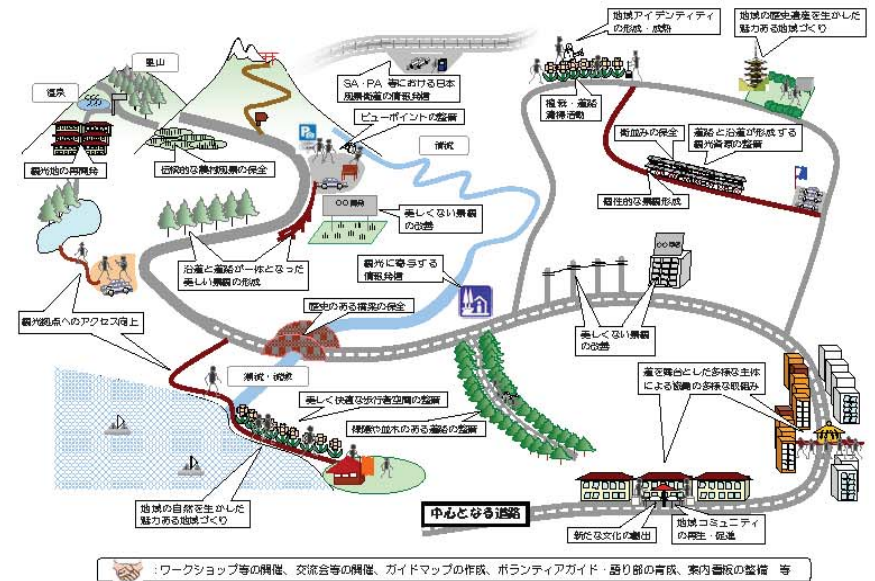 里山
温泉
観光地の再開発
伝統的な農村風景の保全
SA・PA 等における日本
風景街道の情報発信
ビューポイントの整備
清流
地域アイデンティティ
の形成・成熟
地域の歴史遺産を生かした
魅力ある地域づくり
植栽・道路
清掃活動
街並みの保全
道路と沿道が形成する
観光資源の整備
個性的な景観形成
〇〇開発
美しくない景観
の改善
沿道と道路が一体となった
美しい景観の形成
観光に寄与する
情報発信
歴史のある橋梁の保全
美しくない景観
の改善
観光拠点へのアクセス向上
美しく快適な歩行者空間の整備
並木のある道路の整備
道を舞台とした多様な主体
による協働の多様な取組み
地域の自然を生かした
魅力ある地域づくり
中心となる道路
新たな文化の創出
地域コミュニティ
の再生・促進
:ワークショップ等の開催、交流会等の開催、ガイドマップの作成、ボランティアガイド・語り部の育成、案内看板の整備 等